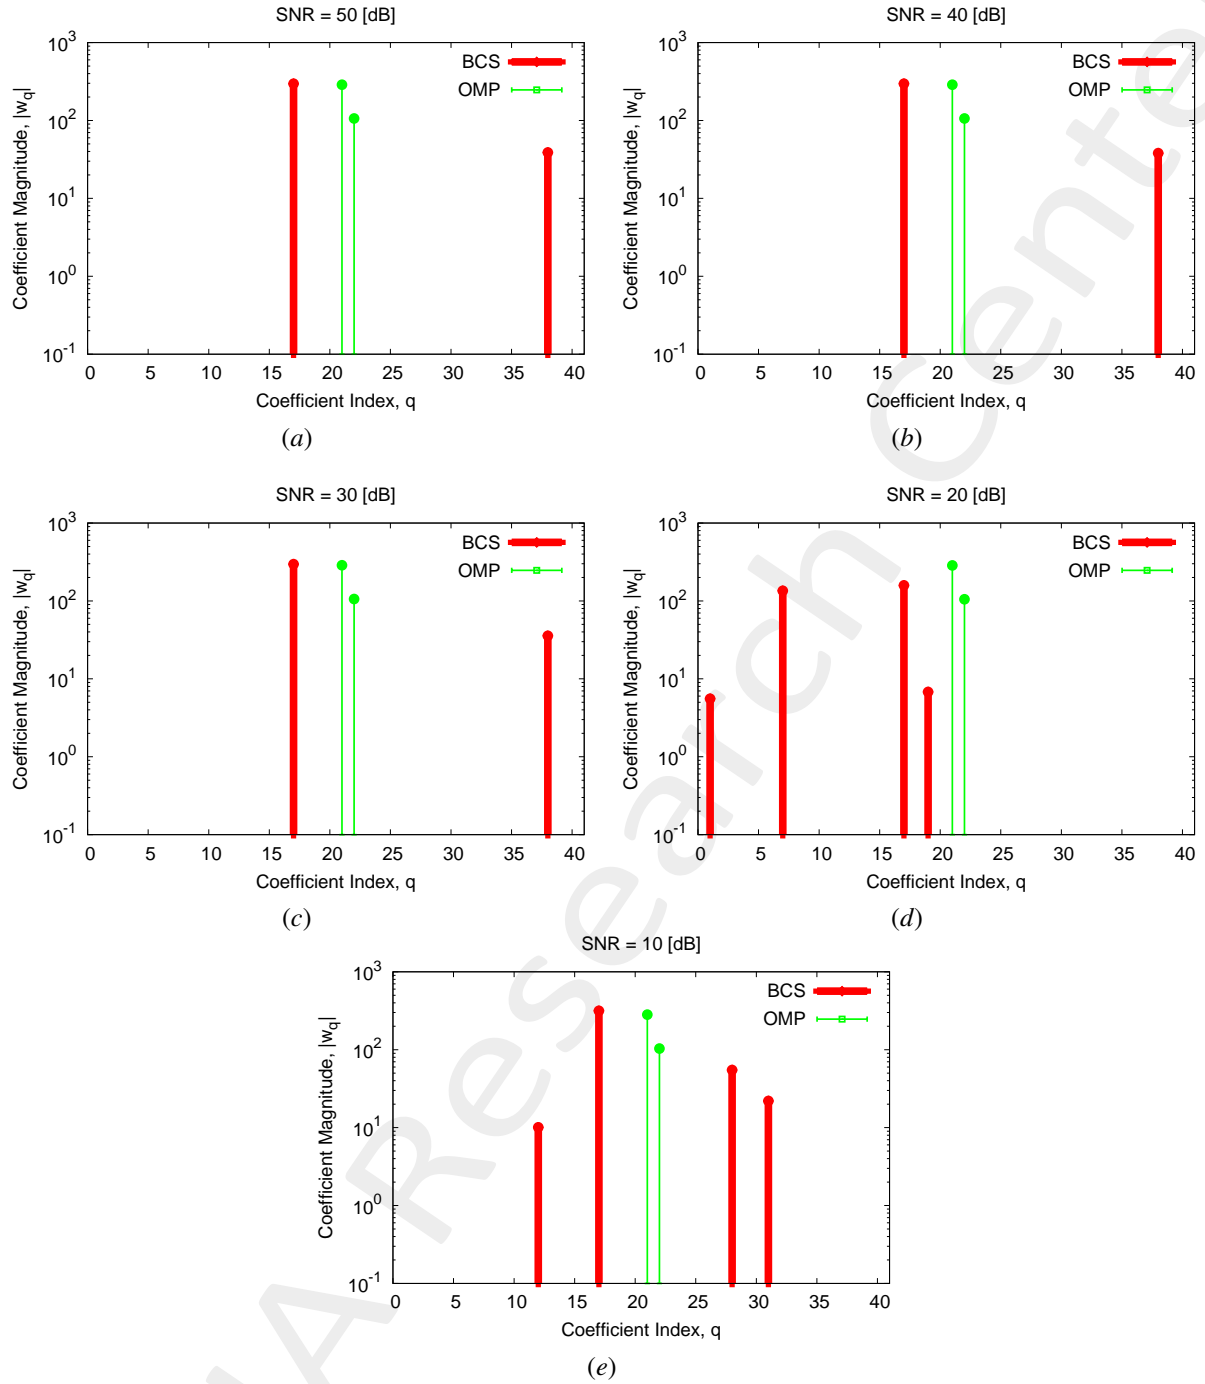 SNR = 50 [dB]
10^3
10^2
10^1
10^0
10^-1
0 5 10 15 20 25 30 35 40
Coefficient Magnitude, |w_q|
Coefficient Index, q
BCS
OMP
(a)
SNR = 40 [dB]
10^3
10^2
10^1
10^0
10^-1
0 5 10 15 20 25 30 35 40
Coefficient Magnitude, |w_q|
Coefficient Index, q
BCS
OMP
(b)
SNR = 30 [dB]
10^3
10^2
10^1
10^0
10^-1
0 5 10 15 20 25 30 35 40
Coefficient Magnitude, |w_q|
Coefficient Index, q
BCS
OMP
(c)
SNR = 20 [dB]
10^3
10^2
10^1
10^0
10^-1
0 5 10 15 20 25 30 35 40
Coefficient Magnitude, |w_q|
Coefficient Index, q
BCS
OMP
(d)
SNR = 10 [dB]
10^3
10^2
10^1
10^0
10^-1
0 5 10 15 20 25 30 35 40
Coefficient Magnitude, |w_q|
Coefficient Index, q
BCS
OMP
(e)
Research Cente